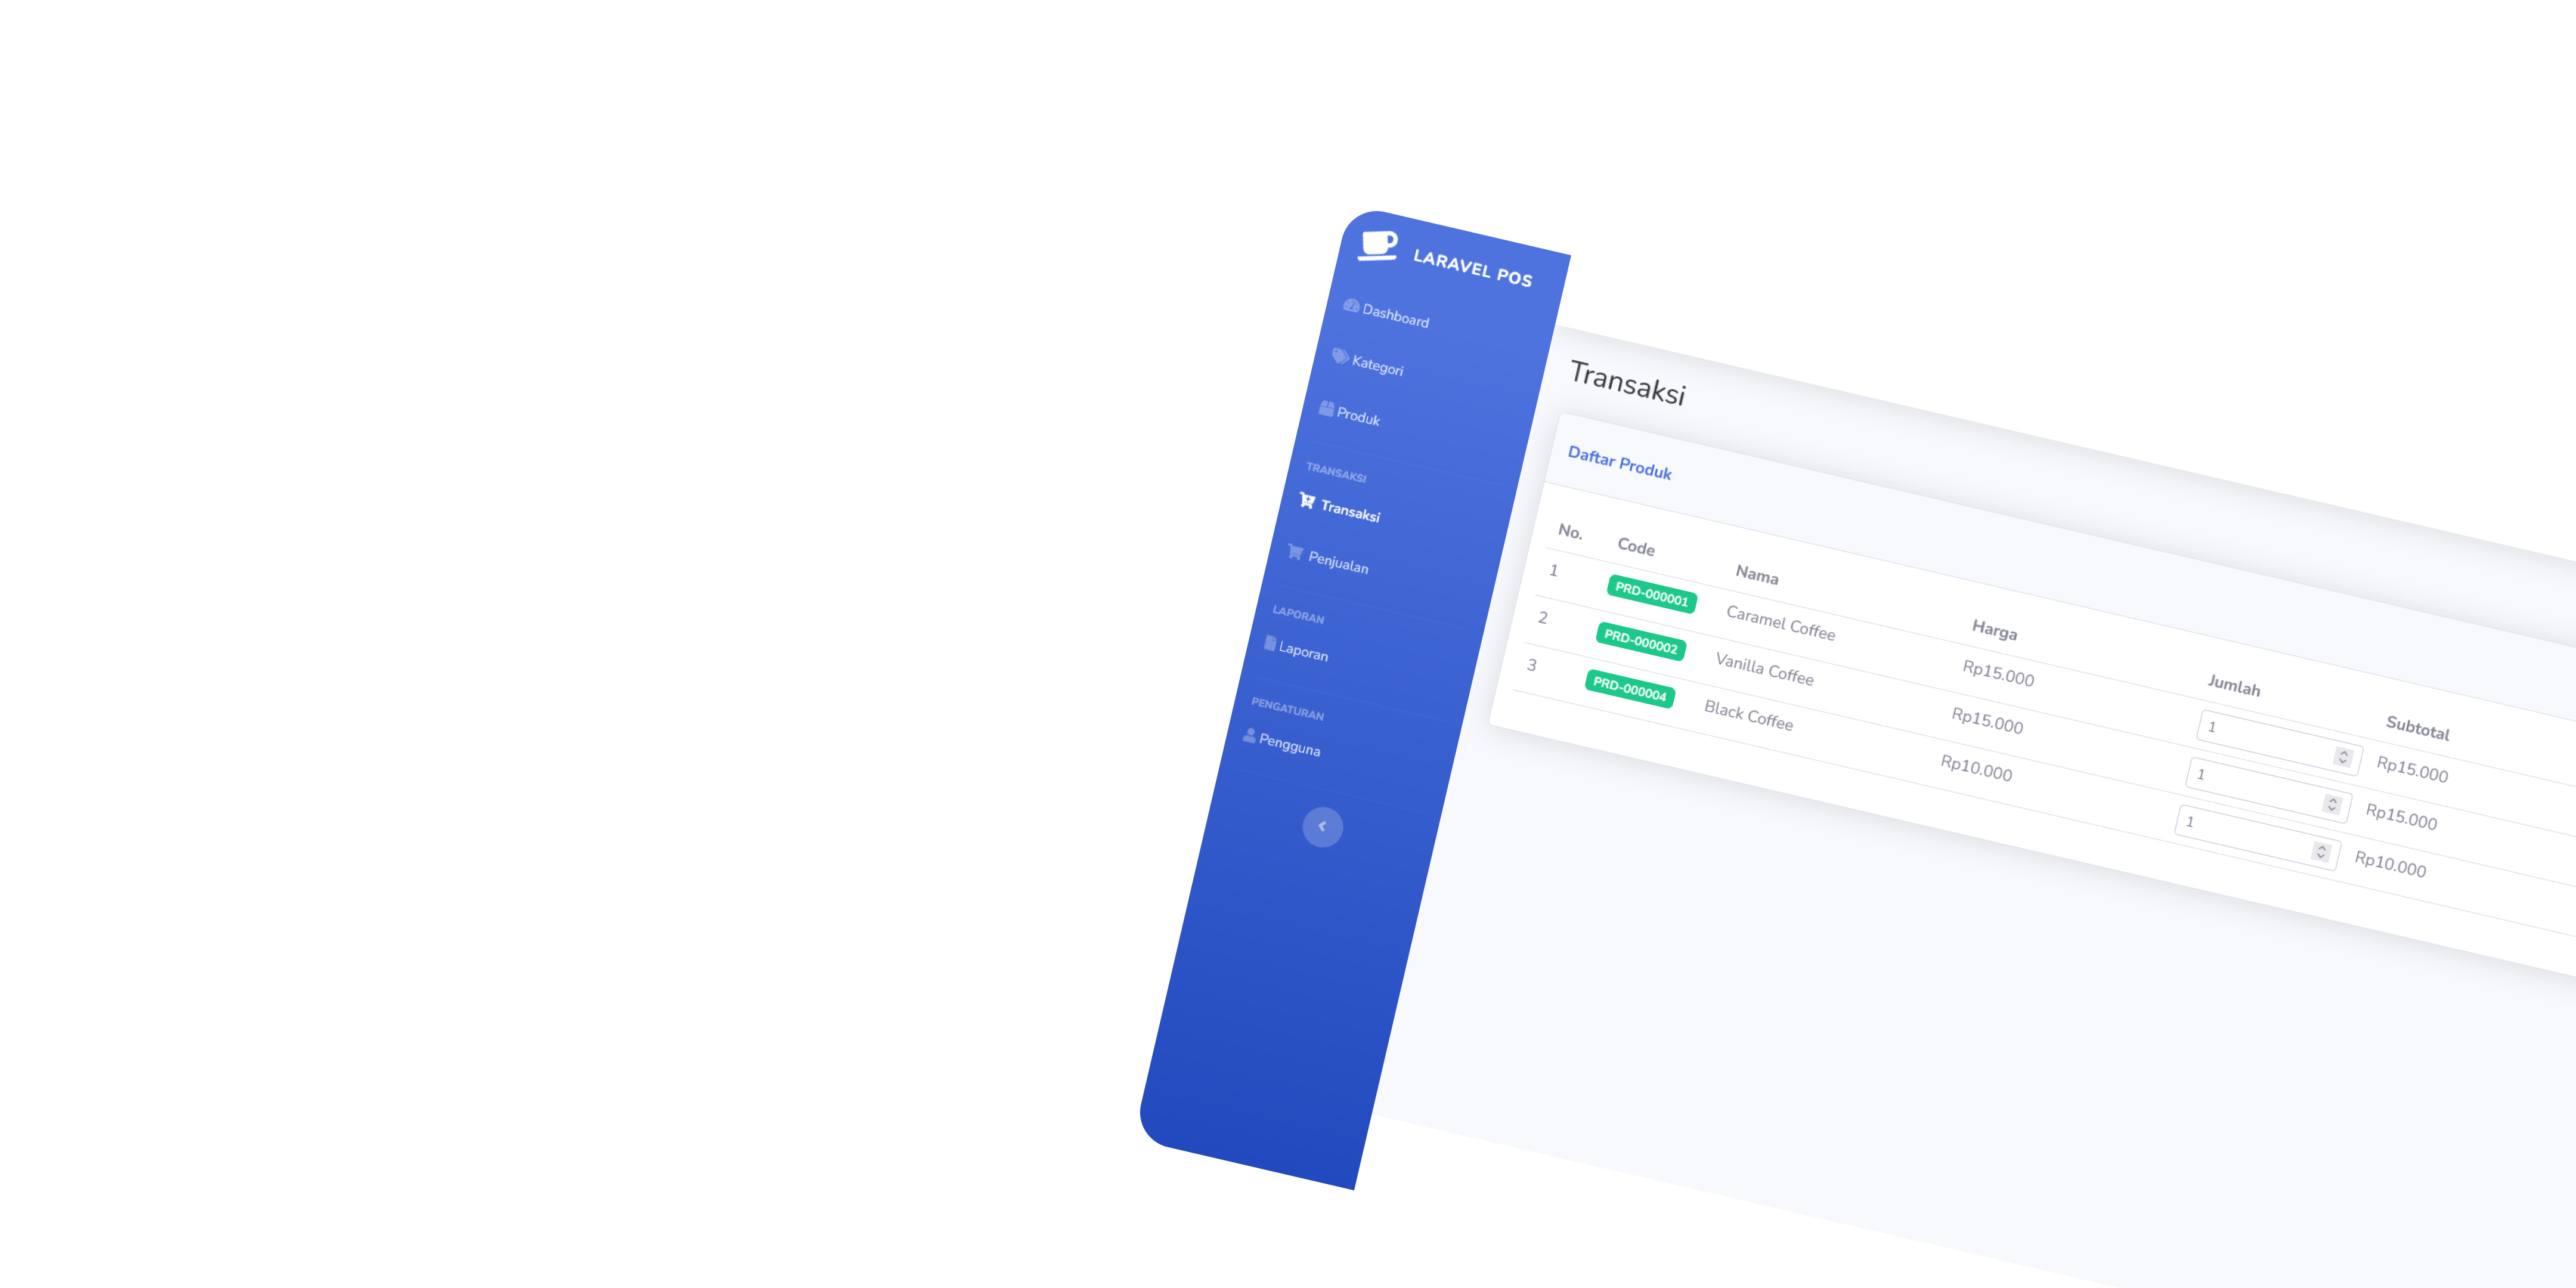 LARAVEL POS
Dashboard
Kategori
Produk
TRANSAKSI
Transaksi
Penjualan
LAPORAN
Laporan
PENGATURAN
Pengguna
Transaksi
Daftar Produk
No. Code Nama Harga Jumlah Subtotal
1 PRD-000001 Caramel Coffee Rp15.000 1 Rp15.000
2 PRD-000002 Vanilla Coffee Rp15.000 1 Rp15.000
3 PRD-000004 Black Coffee Rp10.000 1 Rp10.000